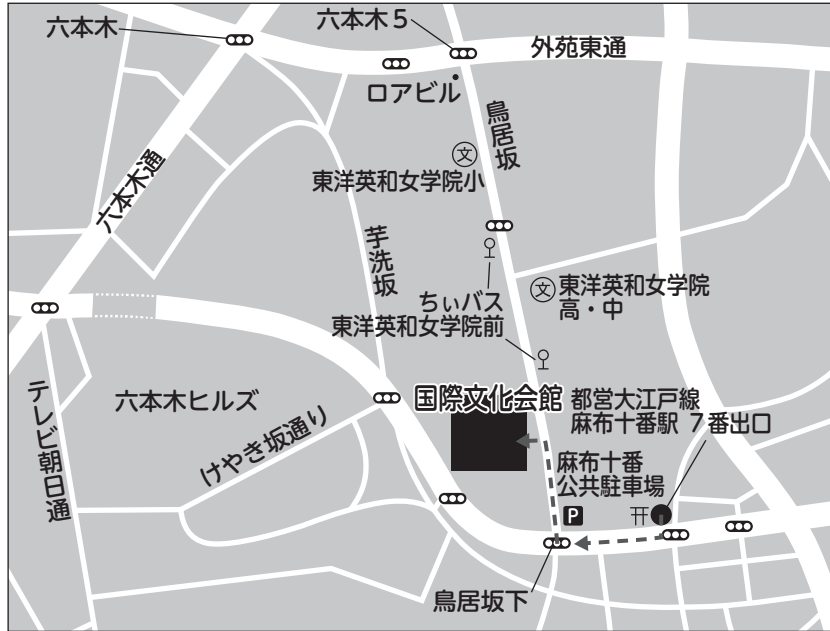 六本木
六本木5
外苑東通
ロアビル
鳥居坂
文
東洋英和女学院小
六本木通
芋洗坂
ちぃバス
東洋英和女学院前
文
東洋英和女学院
高・中
テレビ朝日通
六本木ヒルズ
けやき坂通り
国際文化会館
都営大江戸線
麻布十番駅 7番出口
麻布十番
公共駐車場
P
鳥居坂下